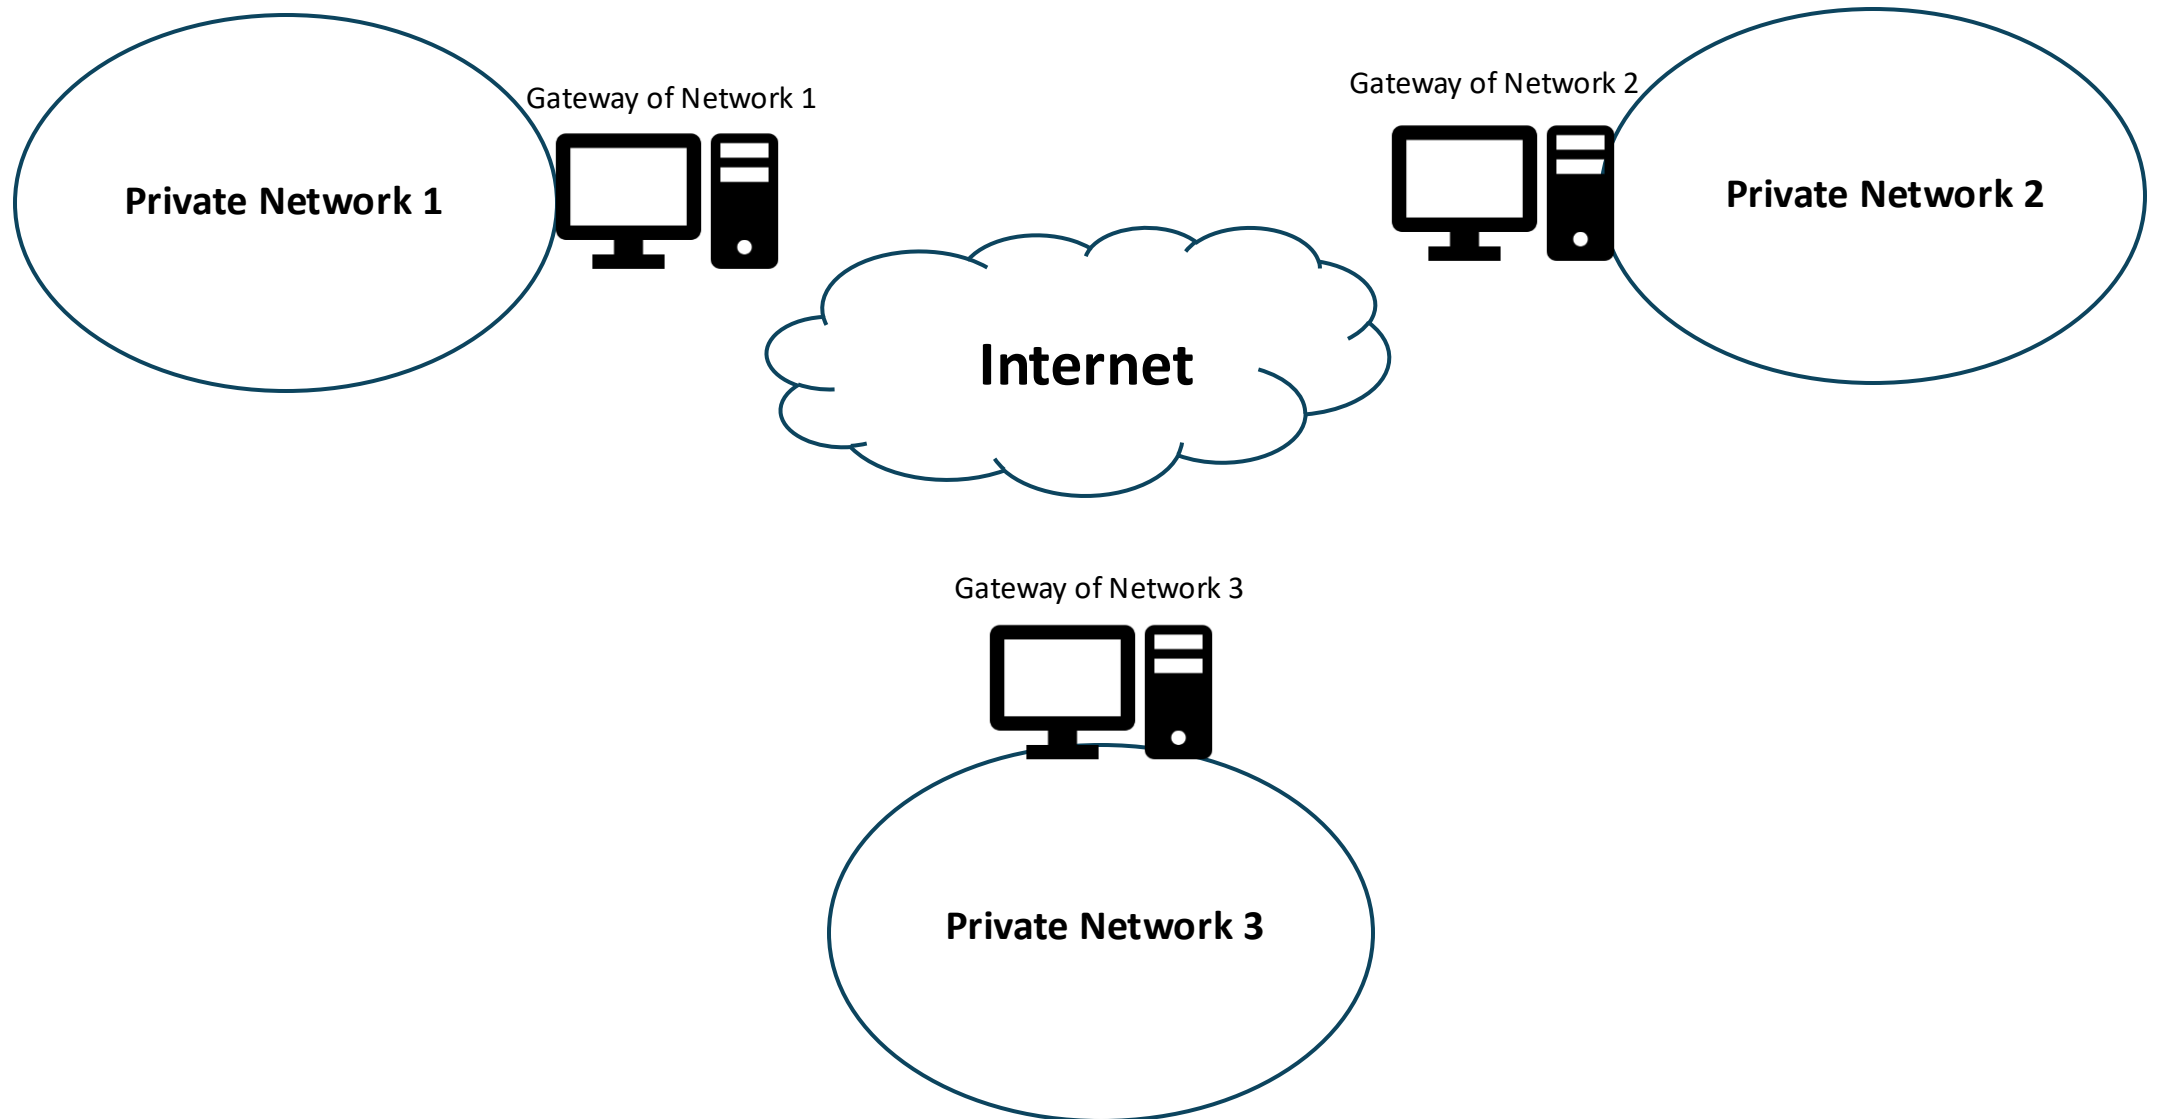 Gateway of Network 1
Gateway of Network 2
Private Network 1
Private Network 2
Internet
Gateway of Network 3
Private Network 3